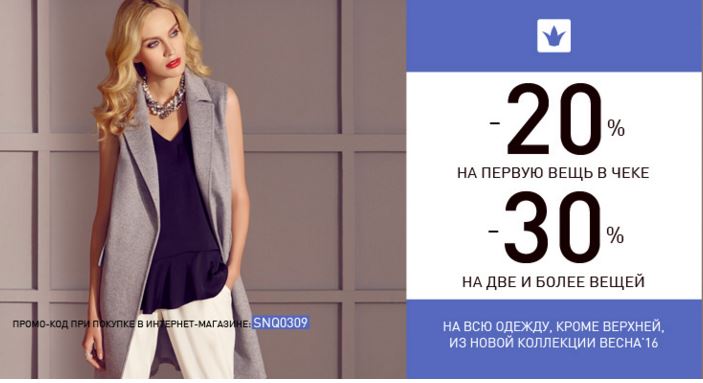 -20%
НА ПЕРВУЮ ВЕЩЬ В ЧЕКЕ
-30%
НА ДВЕ И БОЛЕЕ ВЕЩЕЙ
ПРОМО-КОД ПРИ ПОКУПКЕ В ИНТЕРНЕТ-МАГАЗИНЕ: SNQ0309
НА ВСЮ ОДЕЖДУ, КРОМЕ ВЕРХНЕЙ,
ИЗ НОВОЙ КОЛЛЕКЦИИ ВЕСНА'16